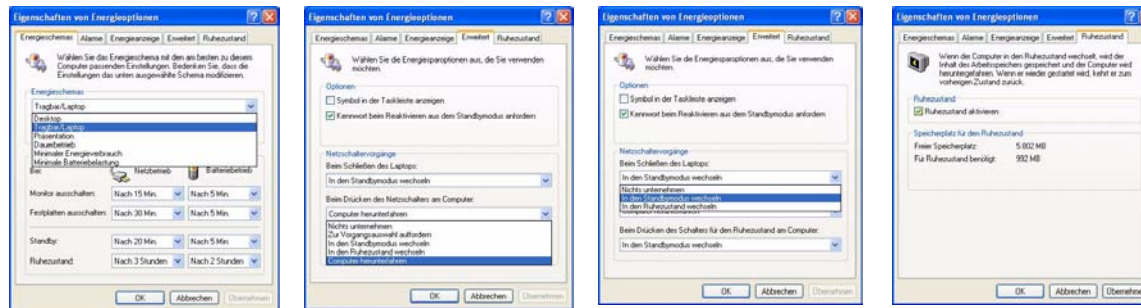 Eigenschaften von Energieoptionen
Energieschemas Alarme Energieanzeige Erweitert Ruhezustand
Wählen Sie das Energieschema mit den am besten zu diesem
Computer passenden Einstellungen. Bedenken Sie, dass die
Einstellungen das unten ausgewählte Schema modifizieren.
Energieschemas
Tragbar/Laptop
Desktop
Tragbar/Laptop
Präsentation
Dauerbetrieb
Minimaler Energieverbrauch
Minimale Batteriebelastung
Bei: Netzbetrieb Batteriebetrieb
Monitor ausschalten: Nach 15 Min. Nach 5 Min.
Festplatten ausschalten: Nach 30 Min. Nach 5 Min.
Standby: Nach 20 Min. Nach 5 Min.
Ruhezustand: Nach 3 Stunden Nach 2 Stunden
OK Abbrechen Übernehmen
Eigenschaften von Energieoptionen
Energieschemas Alarme Energieanzeige Erweitert Ruhezustand
Wählen Sie die Energiesparoptionen aus, die Sie verwenden
möchten.
Optionen
Symbol in der Taskleiste anzeigen
Kennwort beim Reaktivieren aus dem Standbymodus anfordern
Netzschaltervorgänge
Beim Schließen des Laptops:
In den Standbymodus wechseln
Beim Drücken des Netzschalters am Computer:
Computer herunterfahren
Nichts unternehmen
Zur Vorgangsauswahl auffordern
In den Standbymodus wechseln
In den Ruhezustand wechseln
Computer herunterfahren
OK Abbrechen Übernehmen
Eigenschaften von Energieoptionen
Energieschemas Alarme Energieanzeige Erweitert Ruhezustand
Wählen Sie die Energiesparoptionen aus, die Sie verwenden
möchten.
Optionen
Symbol in der Taskleiste anzeigen
Kennwort beim Reaktivieren aus dem Standbymodus anfordern
Netzschaltervorgänge
Beim Schließen des Laptops:
In den Standbymodus wechseln
Nichts unternehmen
In den Standbymodus wechseln
In den Ruhezustand wechseln
Computer herunterfahren
Beim Drücken des Schalters für den Ruhezustand am Computer:
In den Standbymodus wechseln
OK Abbrechen Übernehmen
Eigenschaften von Energieoptionen
Energieschemas Alarme Energieanzeige Erweitert Ruhezustand
Wenn der Computer in den Ruhezustand wechselt, wird der
Inhalt des Arbeitsspeichers gespeichert und der Computer wird
heruntergefahren. Wenn er wieder gestartet wird, kehrt er zum
vorherigen Zustand zurück.
Ruhezustand
Ruhezustand aktivieren
Speicherplatz für den Ruhezustand
Freier Speicherplatz: 5.002 MB
Für Ruhezustand benötigt: 992 MB
OK Abbrechen